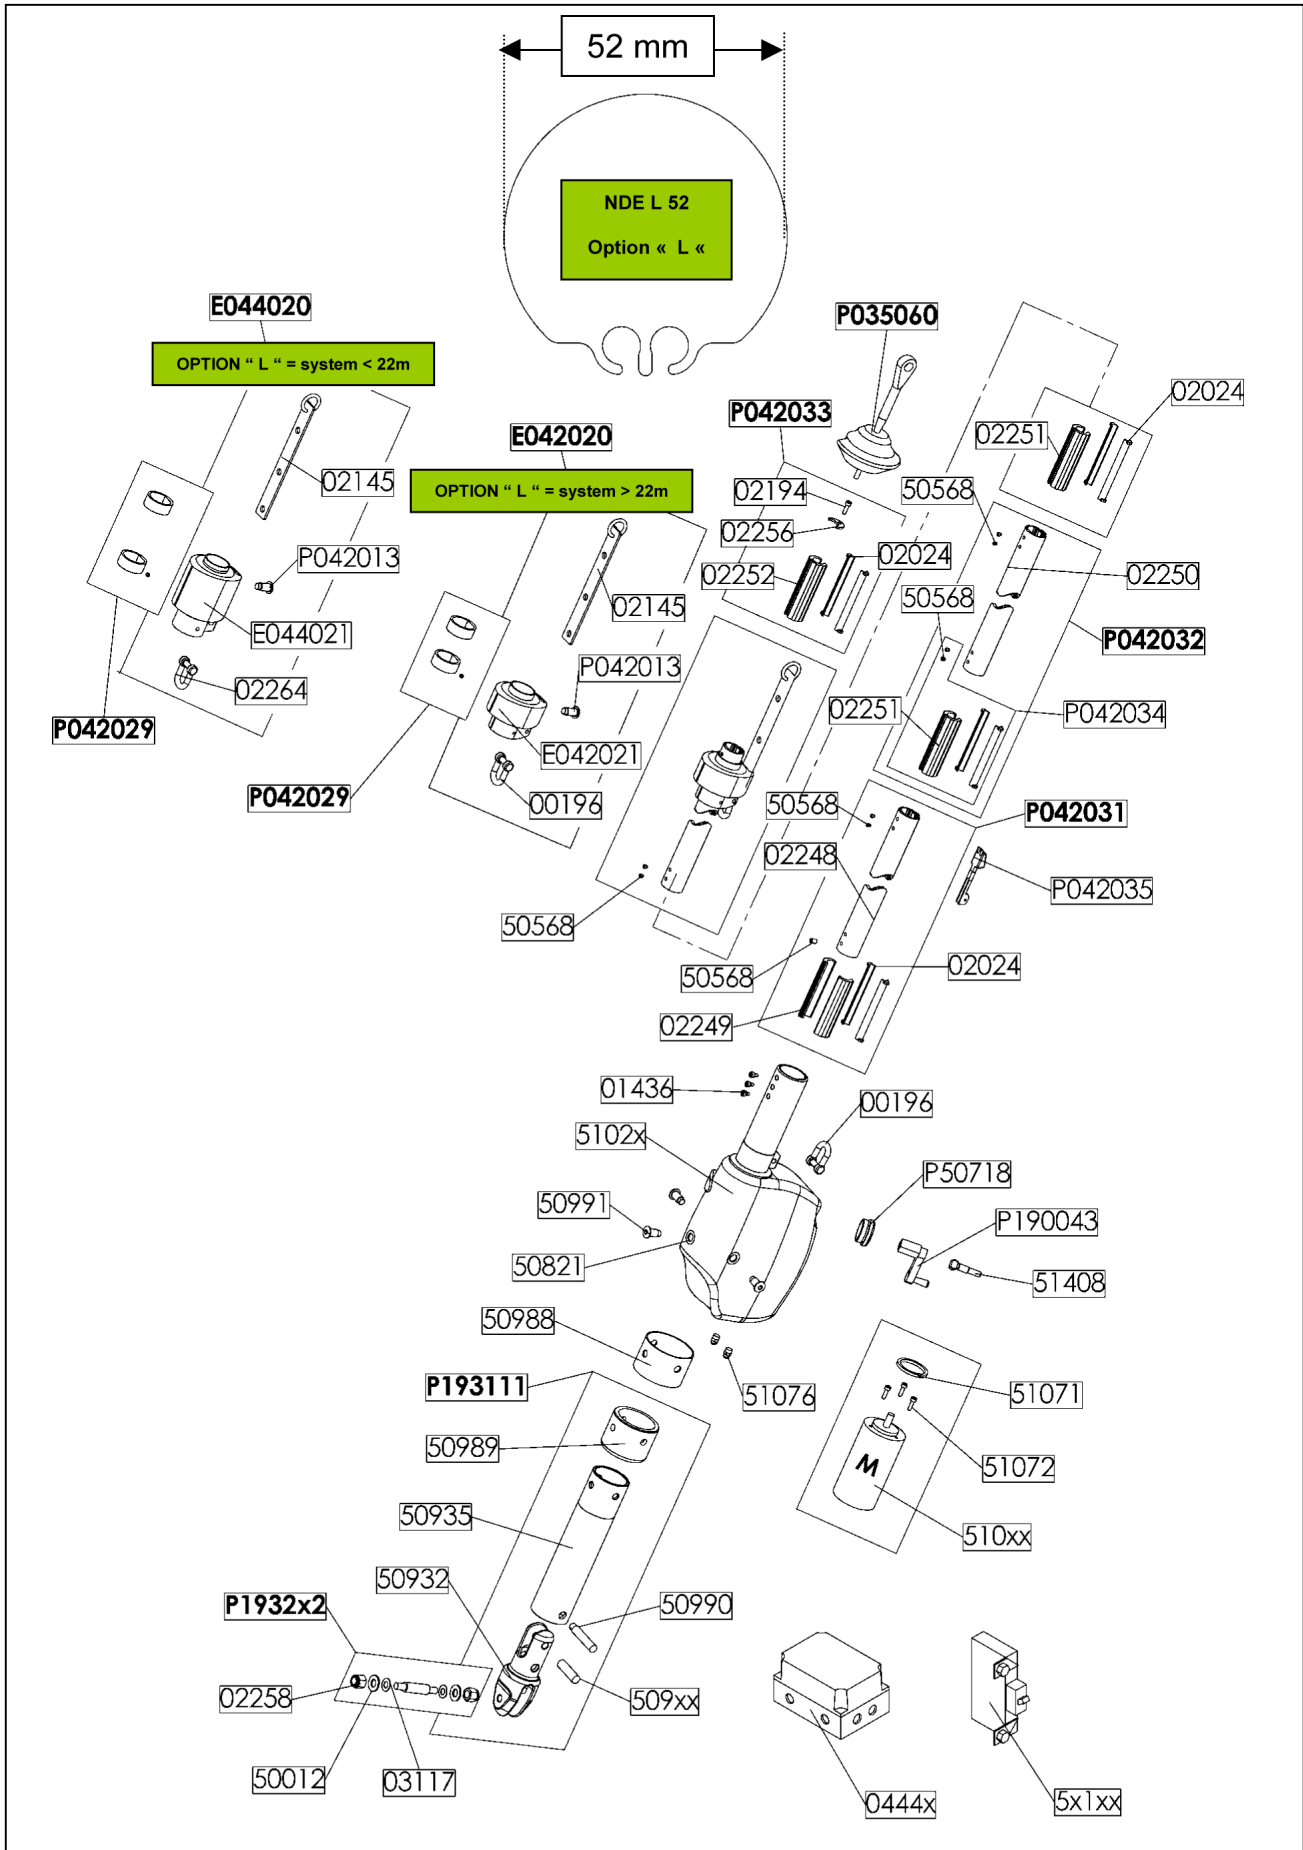 52 mm
NDE L 52
Option « L «
E044020
OPTION “ L “ = system < 22m
P035060
02024
P042033
02251
E042020
50568
02145
OPTION “ L “ = system > 22m
02194
02256
02024
P042013
02252
02250
50568
02145
E044021
P042032
P042013
02264
02251
P042034
P042029
E042021
P042029
00196
50568
P042031
02248
P042035
50568
50568
02024
02249
01436
00196
5102x
P50718
50991
P190043
50821
51408
50988
P193111
51076
51071
50989
M
51072
50935
510xx
50932
P1932x2
50990
02258
509xx
50012
03117
0444x
5x1xx